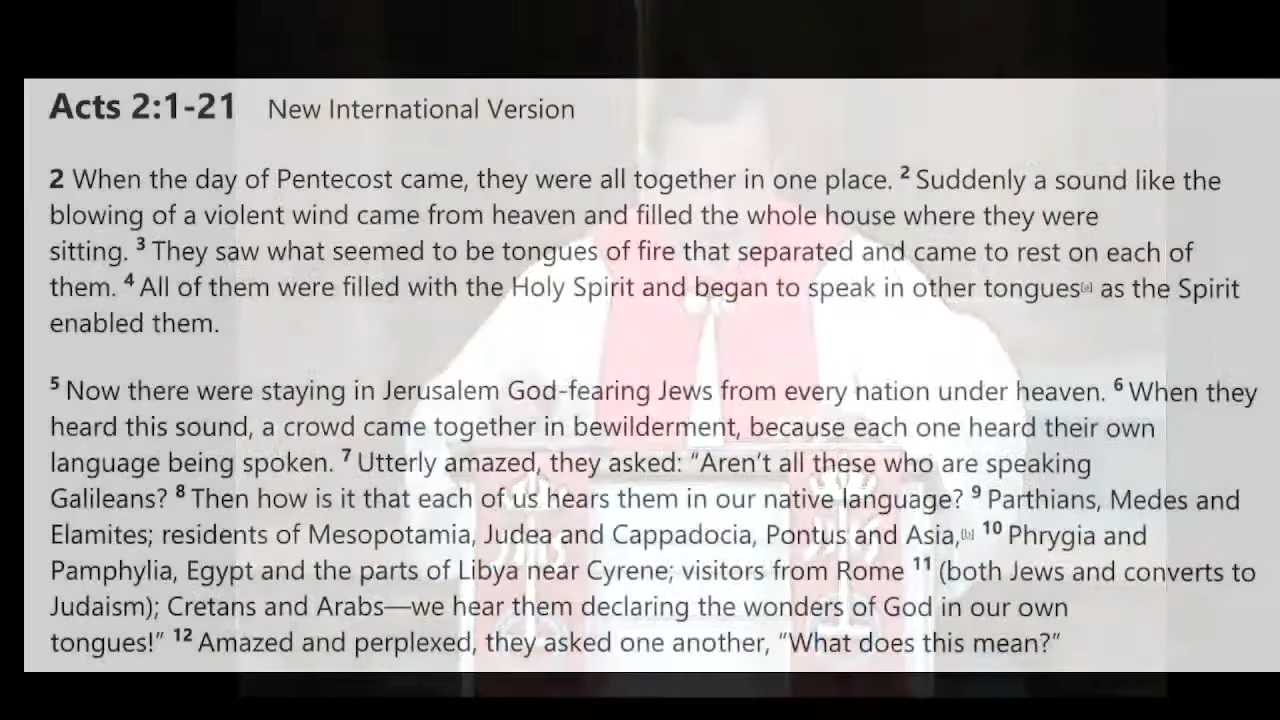 Acts 2:1-21 New International Version
2 When the day of Pentecost came, they were all together in one place. 2 Suddenly a sound like the
blowing of a violent wind came from heaven and filled the whole house where they were
sitting. 3 They saw what seemed to be tongues of fire that separated and came to rest on each of
them. 4 All of them were filled with the Holy Spirit and began to speak in other tongues[a] as the Spirit
enabled them.
5 Now there were staying in Jerusalem God-fearing Jews from every nation under heaven. 6 When they
heard this sound, a crowd came together in bewilderment, because each one heard their own
language being spoken. 7 Utterly amazed, they asked: “Aren’t all these who are speaking
Galileans? 8 Then how is it that each of us hears them in our native language? 9 Parthians, Medes and
Elamites; residents of Mesopotamia, Judea and Cappadocia, Pontus and Asia,[b] 10 Phrygia and
Pamphylia, Egypt and the parts of Libya near Cyrene; visitors from Rome 11 (both Jews and converts to
Judaism); Cretans and Arabs—we hear them declaring the wonders of God in our own
tongues!” 12 Amazed and perplexed, they asked one another, “What does this mean?”